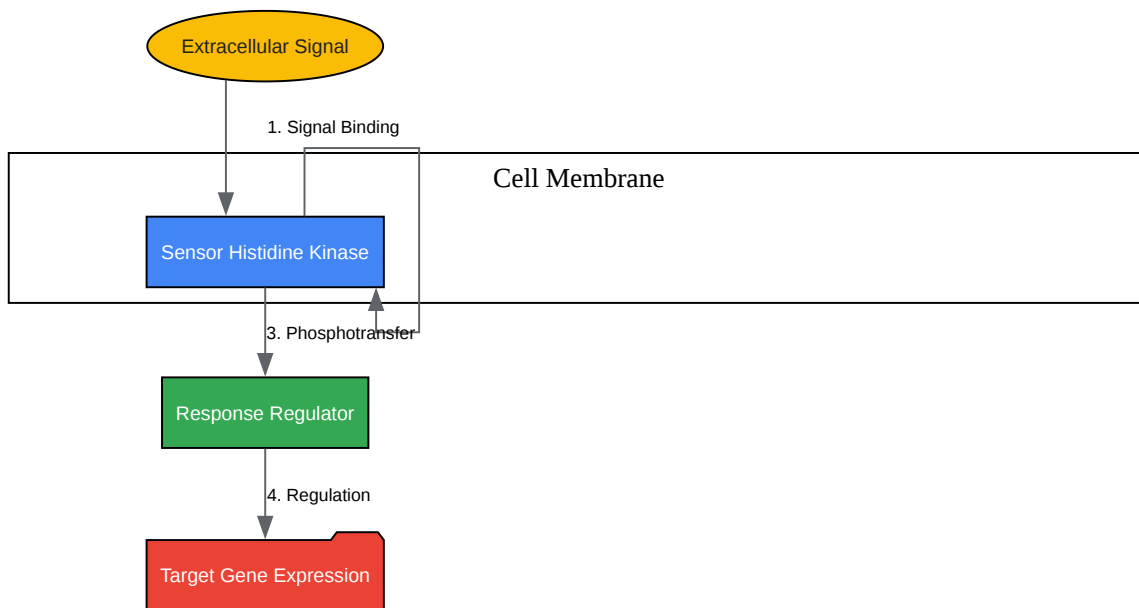 Extracellular Signal
1. Signal Binding
Cell Membrane
Sensor Histidine Kinase
3. Phosphotransfer
Response Regulator
4. Regulation
Target Gene Expression